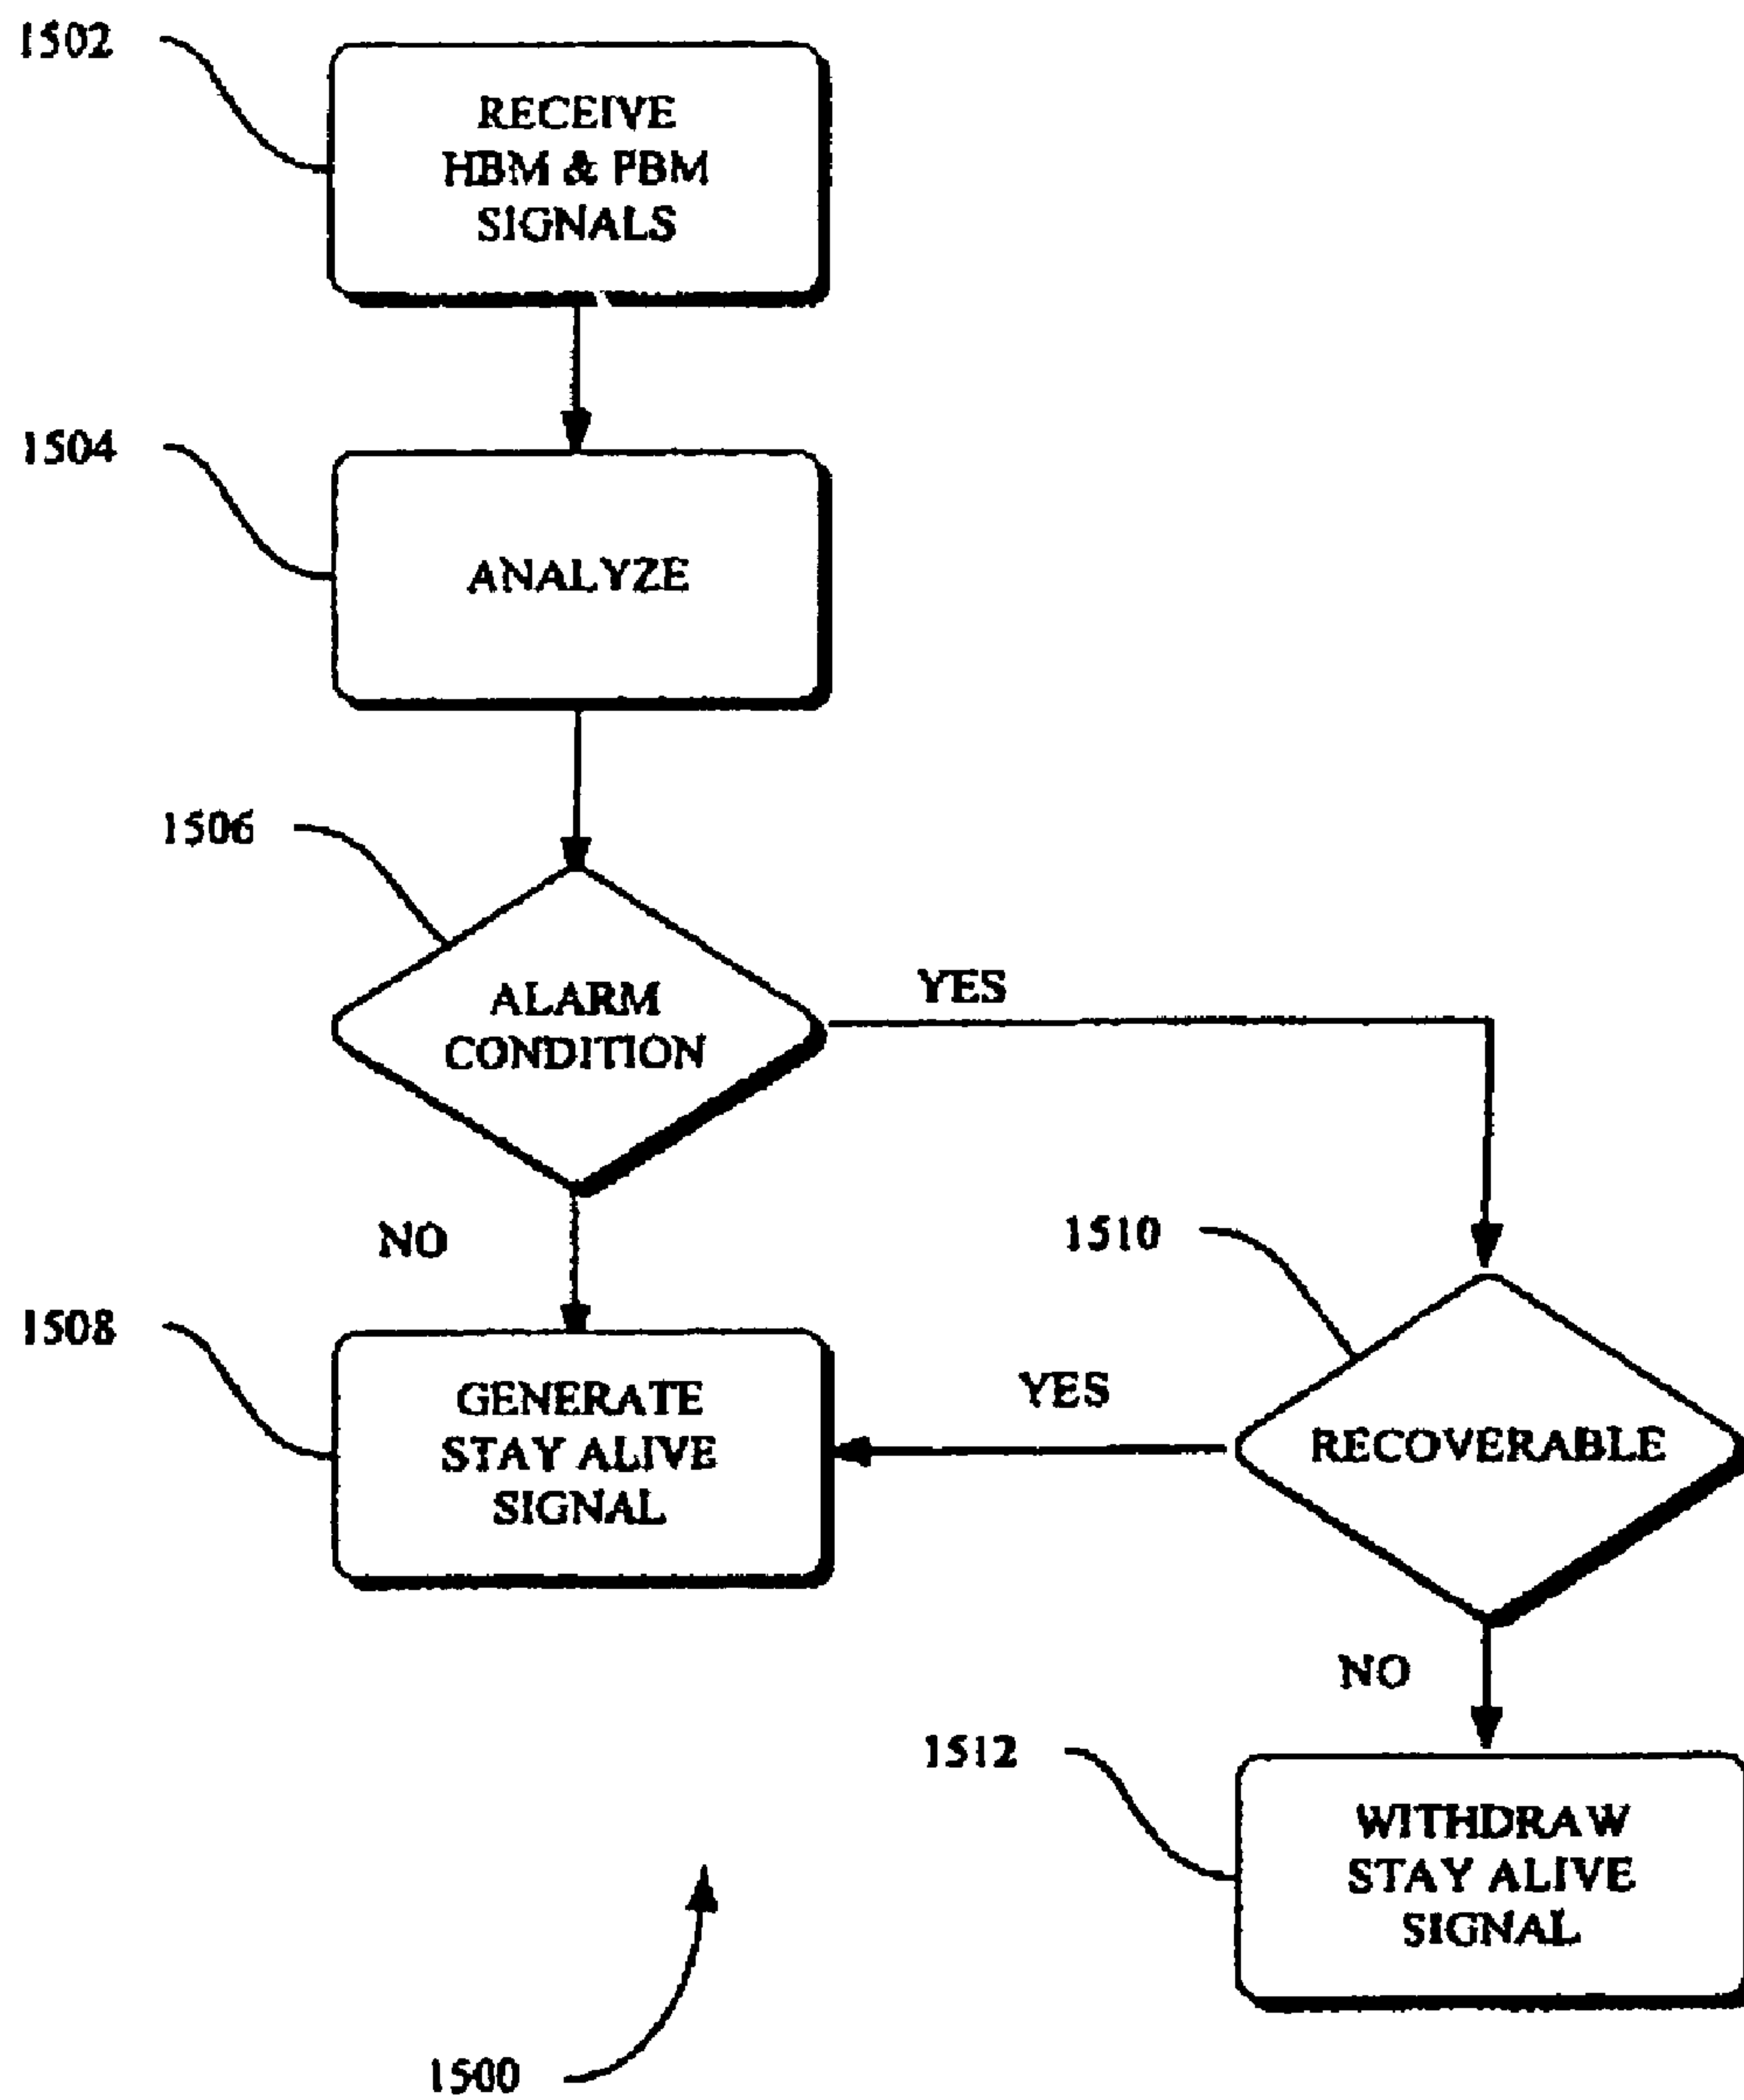 1502
RECEIVE
HBM & PBM
SIGNALS
1504
ANALYZE
1506
ALARM
CONDITION
YES
NO
1510
1508
GENERATE
STAY ALIVE
SIGNAL
YES
RECOVERABLE
NO
1512
WITHDRAW
STAY ALIVE
SIGNAL
1500